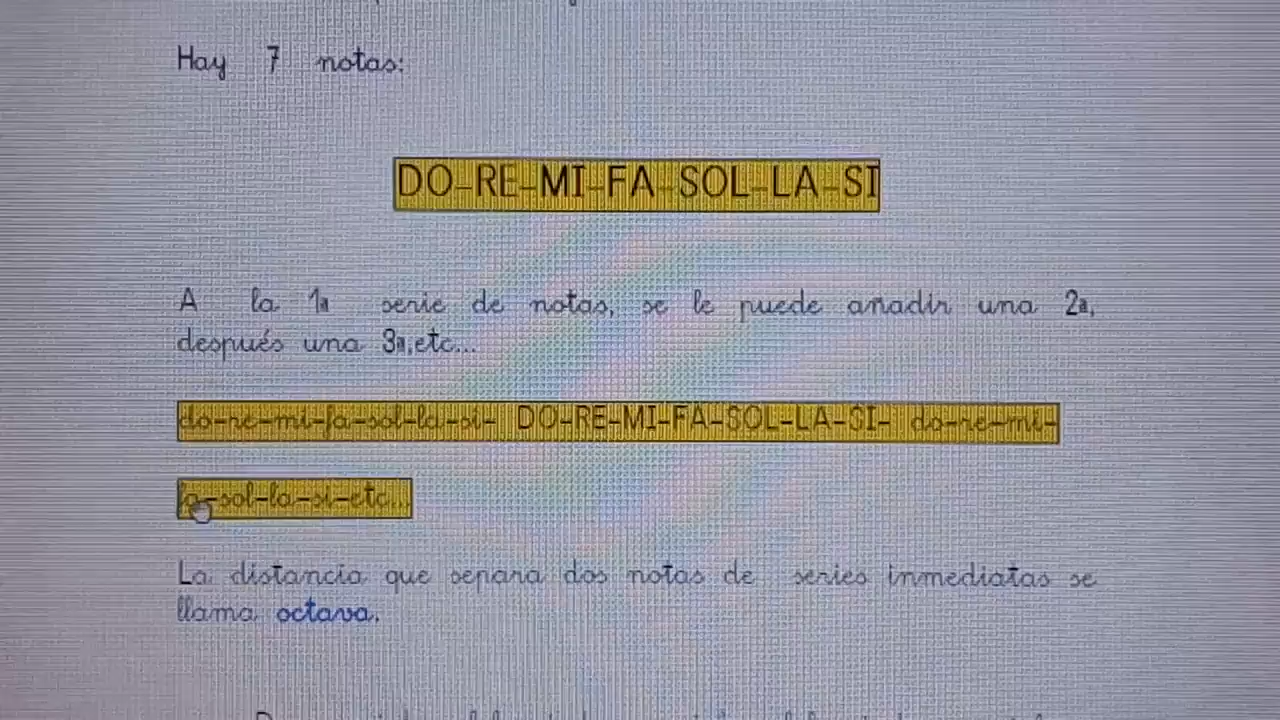 Hay 7 notas:
DO-RE-MI-FA-SOL-LA-SI
A la 1ª serie de notas, se le puede añadir una 2ª,
después una 3ª,etc...
do-re-mi-fa-sol-la-si- DO-RE-MI-FA-SOL-LA-SI- do-re-mi-
fa-sol-la-si-etc...
La distancia que separa dos notas de series inmediatas se
llama octava.